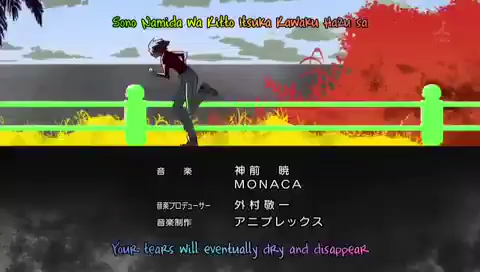 Sono Namida Wa Kitto Itsuka Kawaku Hazu sa
音 楽 神前 暁
MONACA
音楽プロデューサー 外村敬一
音楽制作 アニプレックス
Your tears will eventually dry and disappear